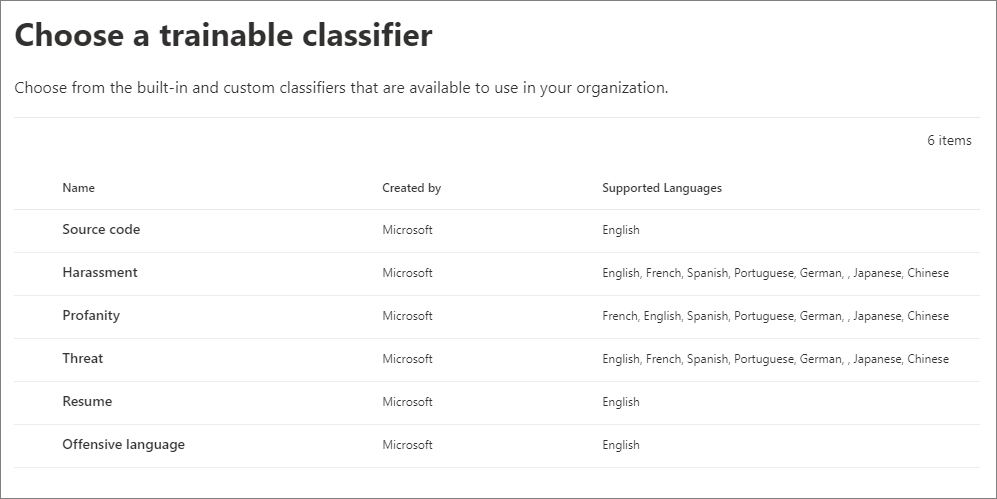 Choose a trainable classifier
Choose from the built-in and custom classifiers that are available to use in your organization.
6 items
Name Created by Supported Languages
Source code Microsoft English
Harassment Microsoft English, French, Spanish, Portuguese, German, , Japanese, Chinese
Profanity Microsoft French, English, Spanish, Portuguese, German, , Japanese, Chinese
Threat Microsoft English, French, Spanish, Portuguese, German, , Japanese, Chinese
Resume Microsoft English
Offensive language Microsoft English